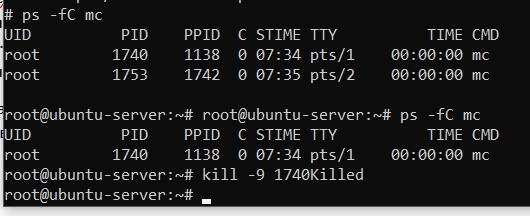 # ps -fC mc
UID          PID    PPID  C STIME TTY          TIME CMD
root        1740    1138  0 07:34 pts/1    00:00:00 mc
root        1753    1742  0 07:35 pts/2    00:00:00 mc
root@ubuntu-server:~# root@ubuntu-server:~# ps -fC mc
UID          PID    PPID  C STIME TTY          TIME CMD
root        1740    1138  0 07:34 pts/1    00:00:00 mc
root@ubuntu-server:~# kill -9 1740Killed
root@ubuntu-server:~#